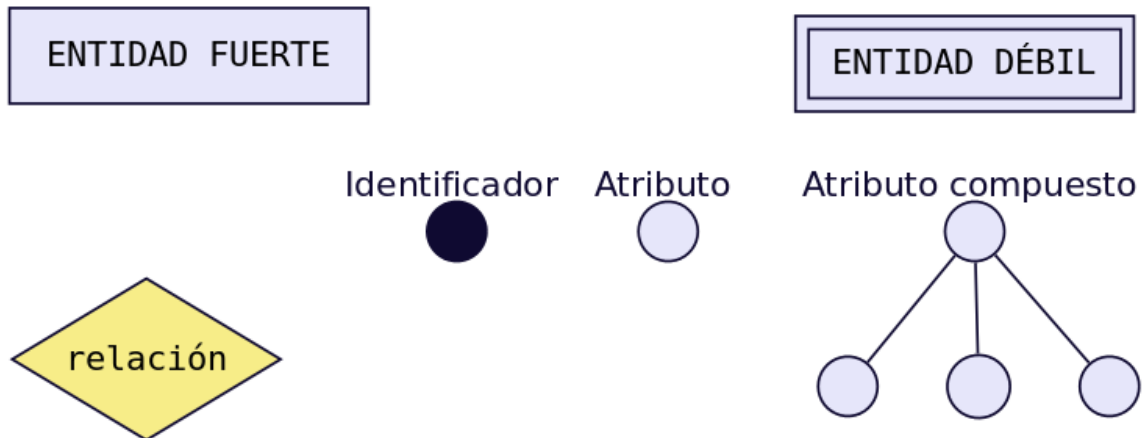 ENTIDAD FUERTE
ENTIDAD DÉBIL
Identificador
Atributo
Atributo compuesto
relación